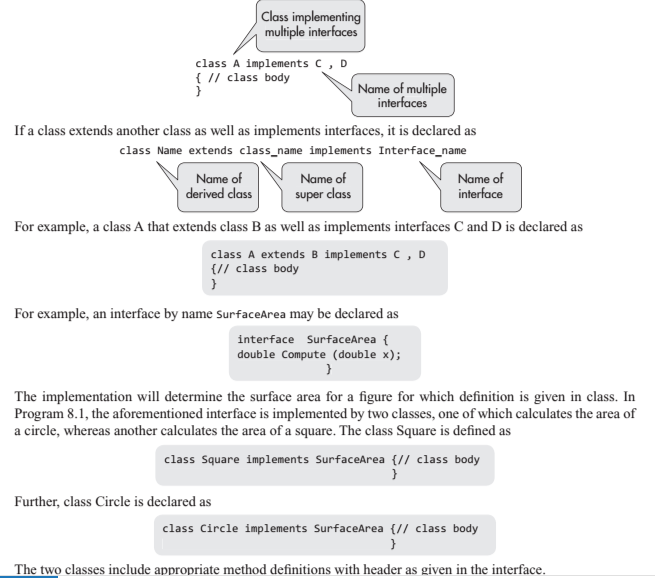 Class implementing
multiple interfaces
class A implements C , D
{ // class body
}
Name of multiple
interfaces
If a class extends another class as well as implements interfaces, it is declared as
class Name extends class_name implements Interface_name
Name of
derived class
Name of
super class
Name of
interface
For example, a class A that extends class B as well as implements interfaces C and D is declared as
class A extends B implements C , D
{// class body
}
For example, an interface by name SurfaceArea may be declared as
interface SurfaceArea {
double Compute (double x);
}
The implementation will determine the surface area for a figure for which definition is given in class. In
Program 8.1, the aforementioned interface is implemented by two classes, one of which calculates the area of
a circle, whereas another calculates the area of a square. The class Square is defined as
class Square implements SurfaceArea {// class body
}
Further, class Circle is declared as
class Circle implements SurfaceArea {// class body
}
The two classes include appropriate method definitions with header as given in the interface.